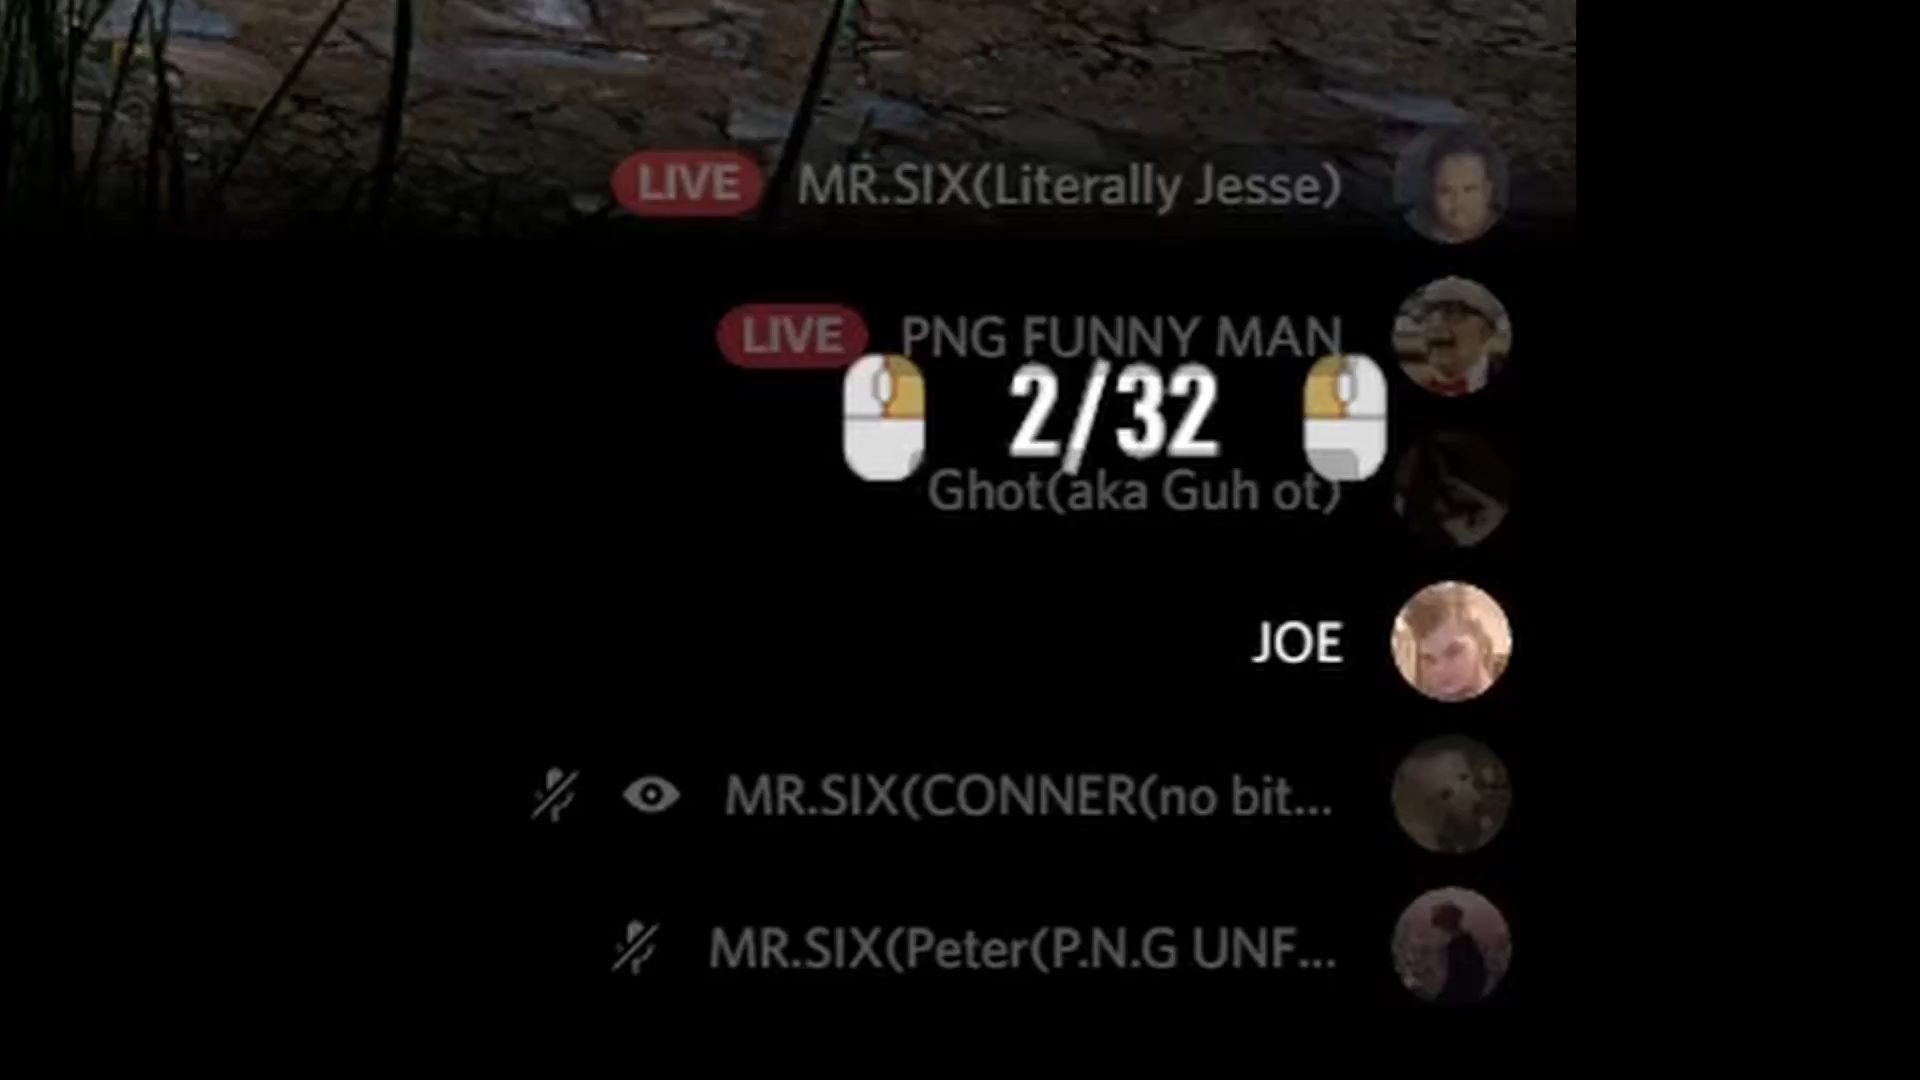 LIVE MR.SIX(Literally Jesse)
LIVE PNG FUNNY MAN
2/32
Ghot(aka Guh ot)
JOE
MR.SIX(CONNER(no bit...
MR.SIX(Peter(P.N.G UNF...